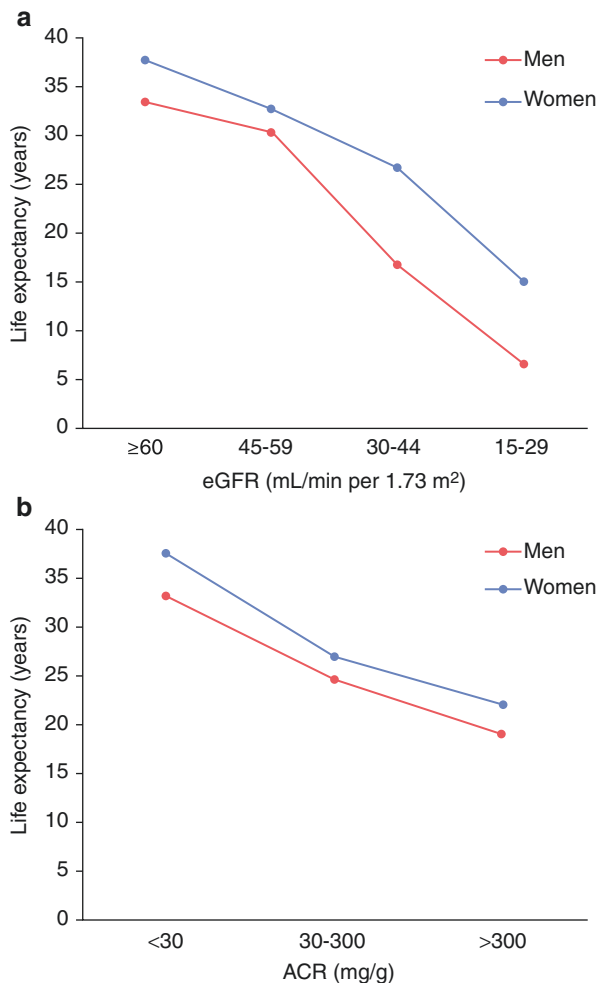 a
40
35
30
25
20
15
10
5
0
Life expectancy (years)
Men
Women
≥60 45-59 30-44 15-29
eGFR (mL/min per 1.73 m²)
b
40
35
30
25
20
15
10
5
0
Life expectancy (years)
Men
Women
<30 30-300 >300
ACR (mg/g)